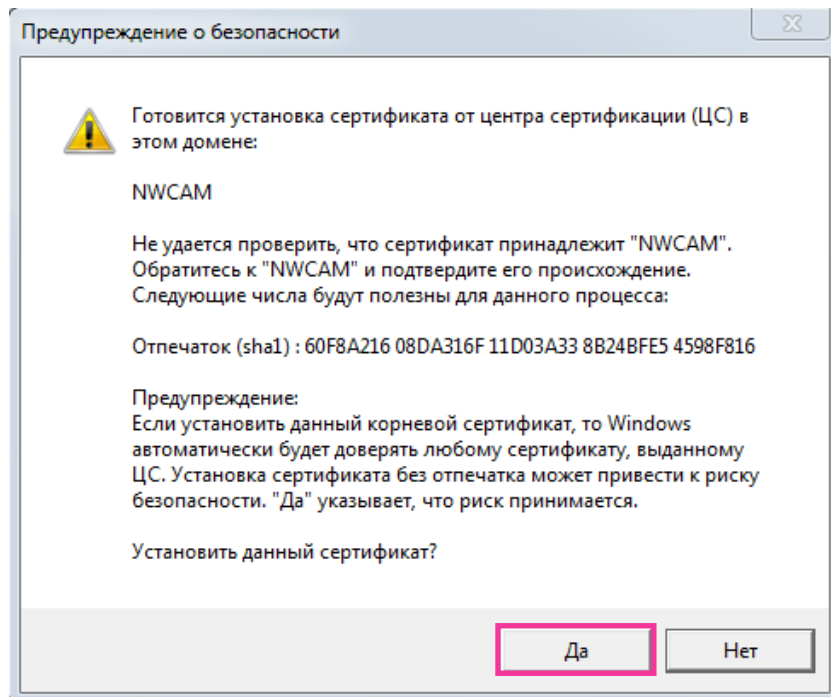 Предупреждение о безопасности
Готовится установка сертификата от центра сертификации (ЦС) в
этом домене:
NWCAM
Не удается проверить, что сертификат принадлежит "NWCAM".
Обратитесь к "NWCAM" и подтвердите его происхождение.
Следующие числа будут полезны для данного процесса:
Отпечаток (sha1) : 60F8A216 08DA316F 11D03A33 8B24BFE5 4598F816
Предупреждение:
Если установить данный корневой сертификат, то Windows
автоматически будет доверять любому сертификату, выданному
ЦС. Установка сертификата без отпечатка может привести к риску
безопасности. "Да" указывает, что риск принимается.
Установить данный сертификат?
Да
Нет